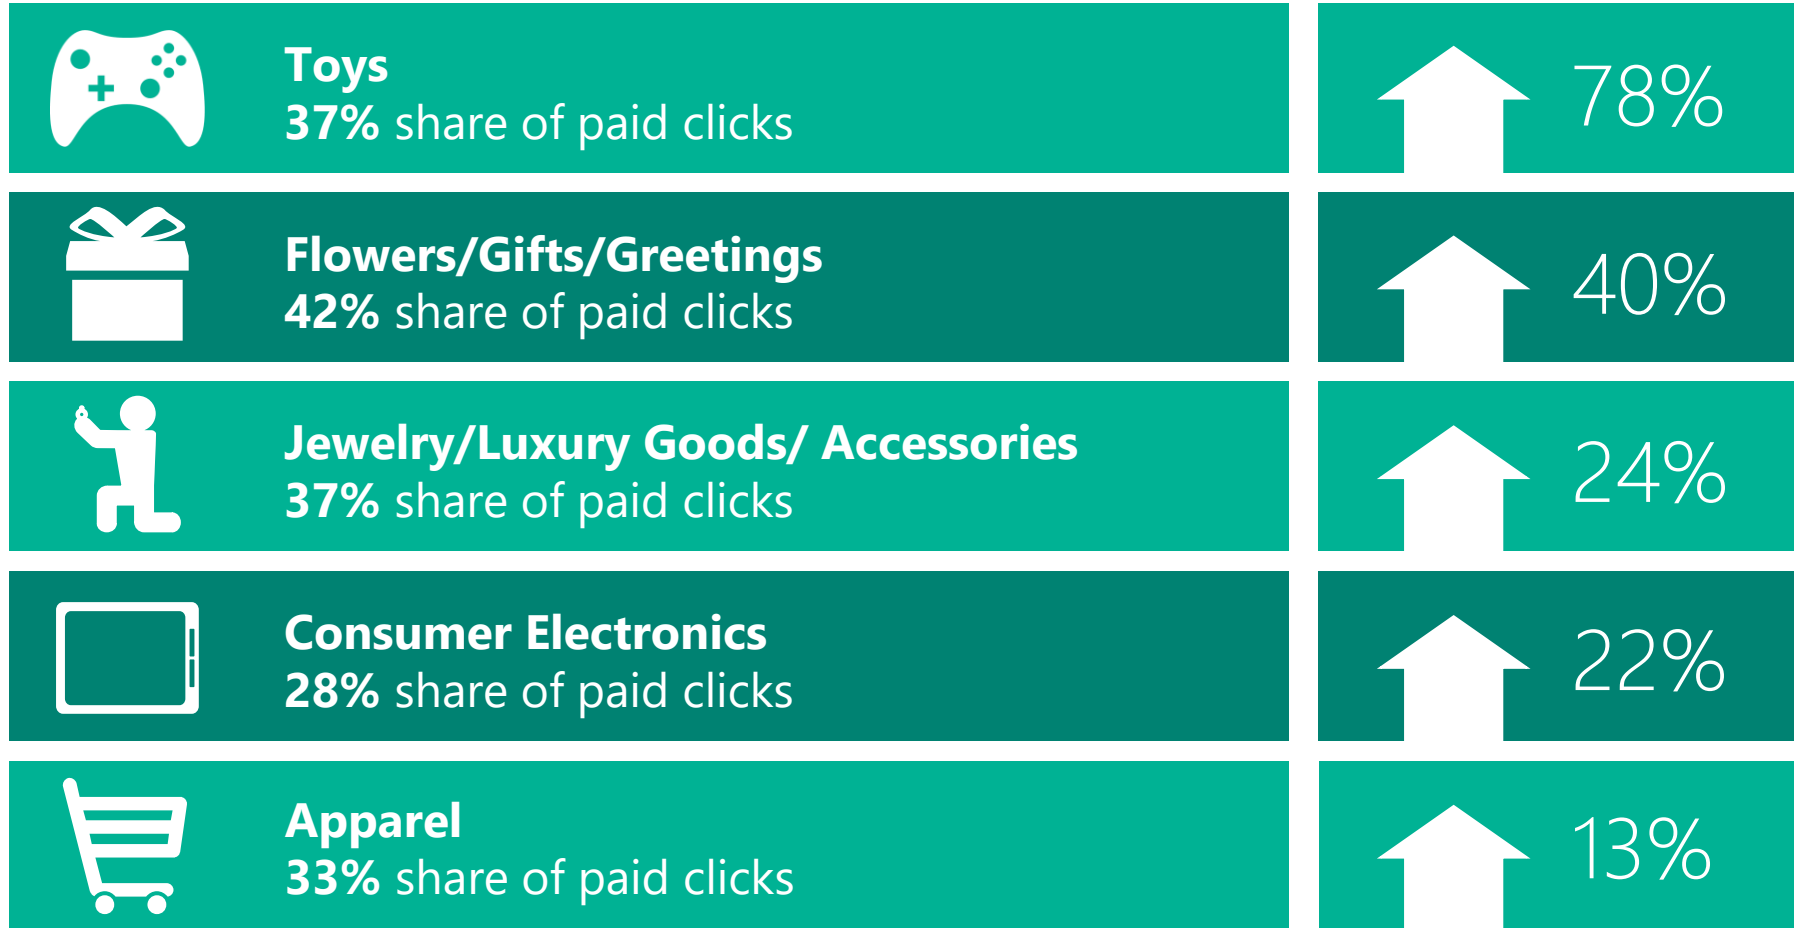 Toys
37% share of paid clicks
78%
Flowers/Gifts/Greetings
42% share of paid clicks
40%
Jewelry/Luxury Goods/ Accessories
37% share of paid clicks
24%
Consumer Electronics
28% share of paid clicks
22%
Apparel
33% share of paid clicks
13%